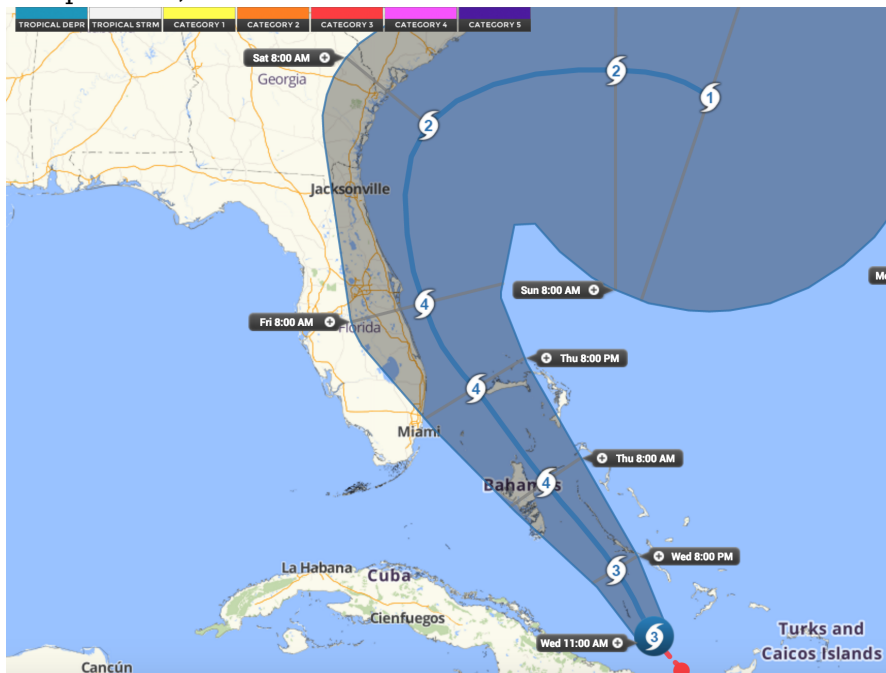 TROPICAL DEPR TROPICAL STRM CATEGORY 1 CATEGORY 2 CATEGORY 3 CATEGORY 4 CATEGORY 5
Sat 8:00 AM
Georgia
2
1
2
Jacksonville
Sun 8:00 AM
4
Fri 8:00 AM
Florida
Thu 8:00 PM
4
Miami
Thu 8:00 AM
Bahamas
4
Wed 8:00 PM
3
La Habana
Cuba
Cienfuegos
Turks and
Caicos Islands
Wed 11:00 AM
3
Cancún